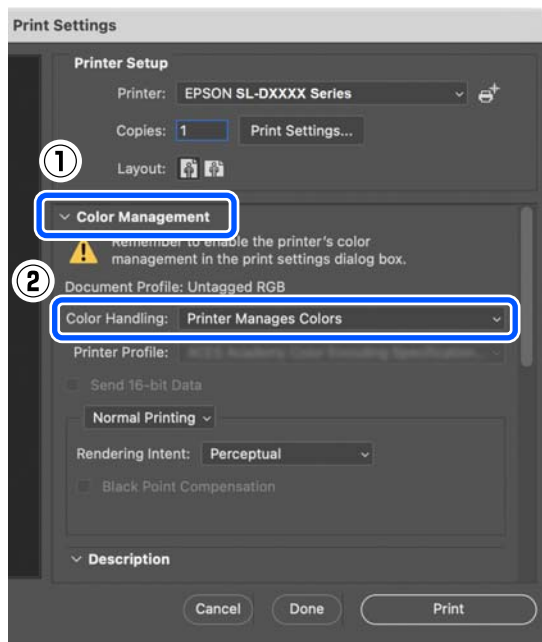 Print Settings
Printer Setup
Printer: EPSON SL-DXXXX Series
Copies: 1 Print Settings...
①
Layout:
Color Management
Remember to enable the printer's color
management in the print settings dialog box.
②
Document Profile: Untagged RGB
Color Handling: Printer Manages Colors
Printer Profile:
Send 16-bit Data
Normal Printing
Rendering Intent: Perceptual
Black Point Compensation
Description
Cancel Done Print